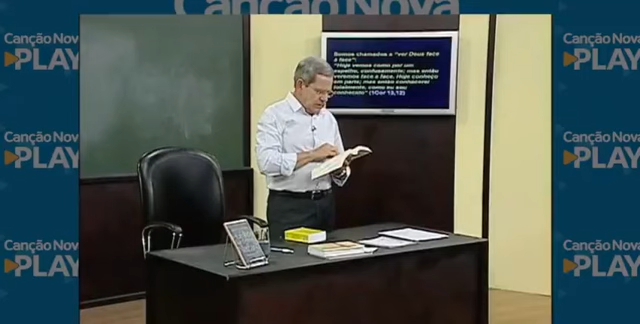 Canção Nova
Canção Nova
PLAY
Canção Nova
PLAY
Canção Nova
PLAY
Somos chamados a "ver Deus face
a face":
"Hoje vemos como por um
espelho, confusamente; mas então
veremos face a face. Hoje conheço
em parte; mas então conhecerei
totalmente, como eu sou
conhecido" (1Cor 13,12)
Canção Nova
PLAY
Canção Nova
PLAY
Canção Nova
PLAY